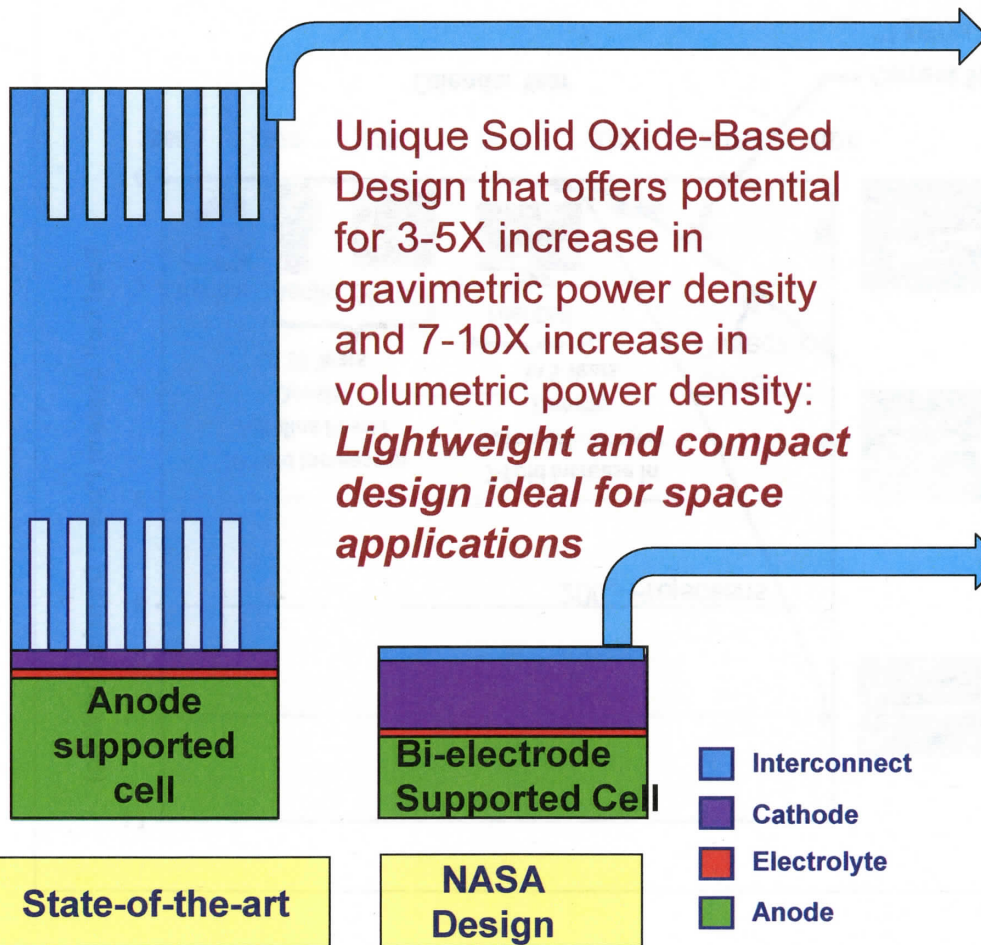 Unique Solid Oxide-Based
Design that offers potential
for 3-5X increase in
gravimetric power density
and 7-10X increase in
volumetric power density:
Lightweight and compact
design ideal for space
applications
Anode
supported
cell
Bi-electrode
Supported Cell
Interconnect
Cathode
Electrolyte
Anode
State-of-the-art
NASA
Design